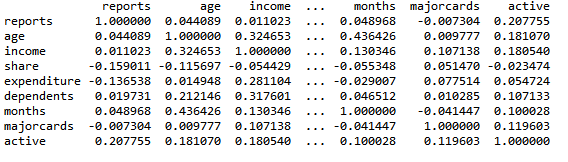 reports age income ... months majorcards active
reports 1.000000 0.044089 0.011023 ... 0.048968 -0.007304 0.207755
age 0.044089 1.000000 0.324653 ... 0.436426 0.009777 0.181070
income 0.011023 0.324653 1.000000 ... 0.130346 0.107138 0.180540
share -0.159011 -0.115697 -0.054429 ... -0.055348 0.051470 -0.023474
expenditure -0.136538 0.014948 0.281104 ... -0.029007 0.077514 0.054724
dependents 0.019731 0.212146 0.317601 ... 0.046512 0.010285 0.107133
months 0.048968 0.436426 0.130346 ... 1.000000 -0.041447 0.100028
majorcards -0.007304 0.009777 0.107138 ... -0.041447 1.000000 0.119603
active 0.207755 0.181070 0.180540 ... 0.100028 0.119603 1.000000